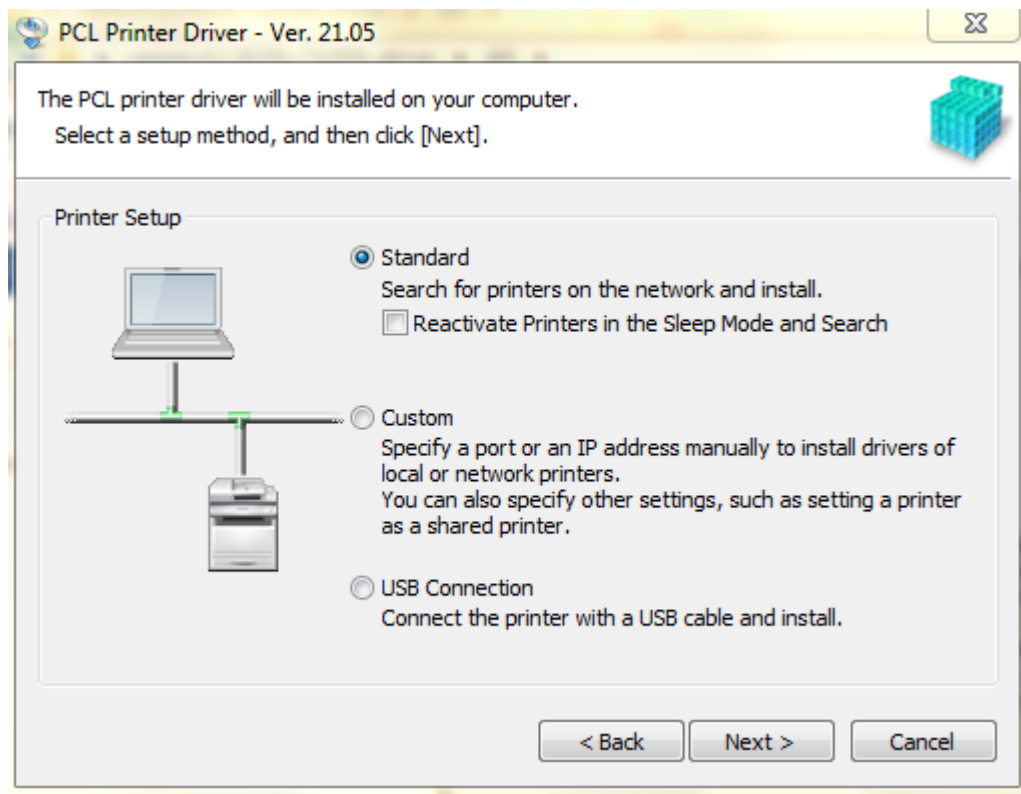 PCL Printer Driver - Ver. 21.05
The PCL printer driver will be installed on your computer.
Select a setup method, and then click [Next].
Printer Setup
Standard
Search for printers on the network and install.
Reactivate Printers in the Sleep Mode and Search
Custom
Specify a port or an IP address manually to install drivers of
local or network printers.
You can also specify other settings, such as setting a printer
as a shared printer.
USB Connection
Connect the printer with a USB cable and install.
< Back
Next >
Cancel